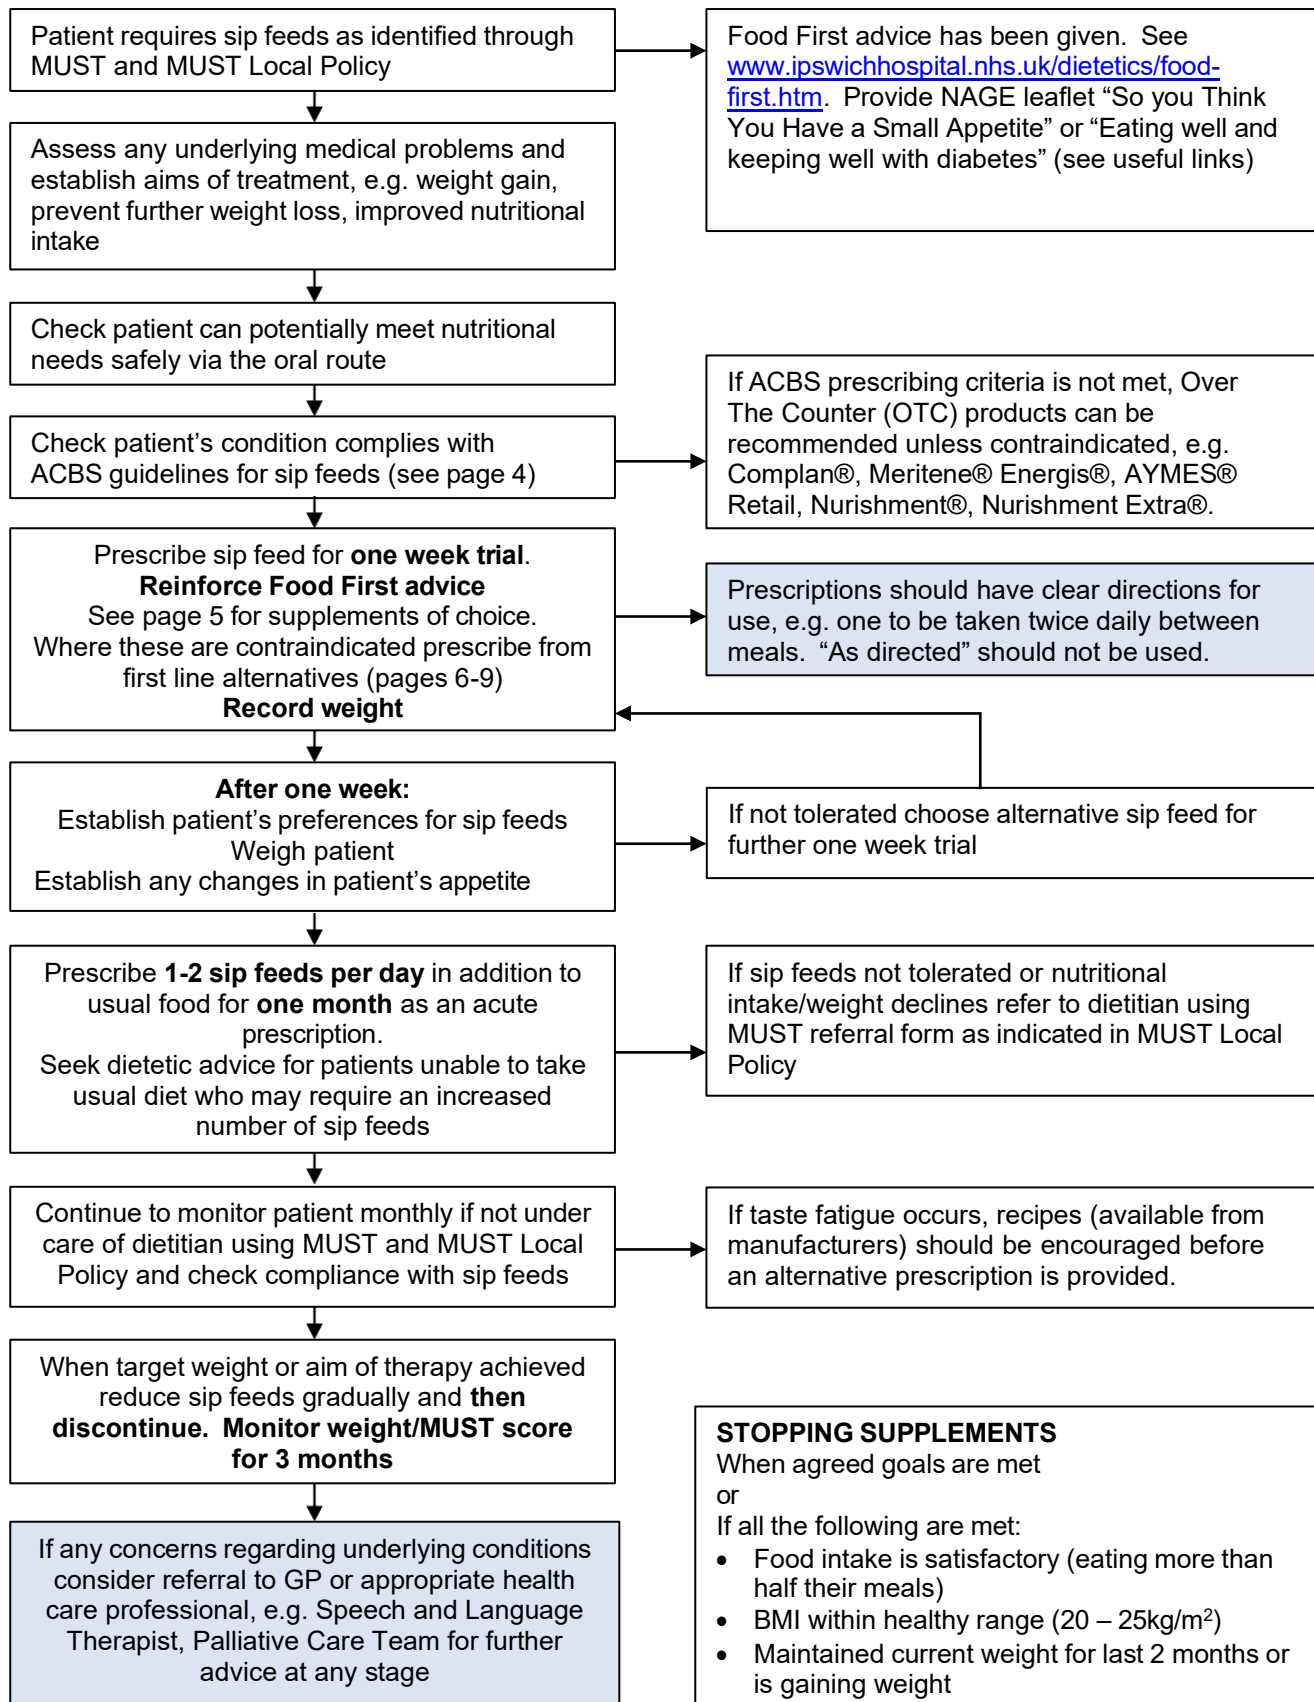 Patient requires sip feeds as identified through
MUST and MUST Local Policy
Food First advice has been given.  See
www.ipswichhospital.nhs.uk/dietetics/food-
first.htm.  Provide NAGE leaflet “So you Think
You Have a Small Appetite” or “Eating well and
keeping well with diabetes” (see useful links)
Assess any underlying medical problems and
establish aims of treatment, e.g. weight gain,
prevent further weight loss, improved nutritional
intake
Check patient can potentially meet nutritional
needs safely via the oral route
Check patient’s condition complies with
ACBS guidelines for sip feeds (see page 4)
If ACBS prescribing criteria is not met, Over
The Counter (OTC) products can be
recommended unless contraindicated, e.g.
Complan®, Meritene® Energis®, AYMES®
Retail, Nurishment®, Nurishment Extra®.
Prescribe sip feed for one week trial.
Reinforce Food First advice
See page 5 for supplements of choice.
Where these are contraindicated prescribe from
first line alternatives (pages 6-9)
Record weight
Prescriptions should have clear directions for
use, e.g. one to be taken twice daily between
meals.  “As directed” should not be used.
After one week:
Establish patient’s preferences for sip feeds
Weigh patient
Establish any changes in patient’s appetite
If not tolerated choose alternative sip feed for
further one week trial
Prescribe 1-2 sip feeds per day in addition to
usual food for one month as an acute
prescription.
Seek dietetic advice for patients unable to take
usual diet who may require an increased
number of sip feeds
If sip feeds not tolerated or nutritional
intake/weight declines refer to dietitian using
MUST referral form as indicated in MUST Local
Policy
Continue to monitor patient monthly if not under
care of dietitian using MUST and MUST Local
Policy and check compliance with sip feeds
If taste fatigue occurs, recipes (available from
manufacturers) should be encouraged before
an alternative prescription is provided.
When target weight or aim of therapy achieved
reduce sip feeds gradually and then
discontinue.  Monitor weight/MUST score
for 3 months
If any concerns regarding underlying conditions
consider referral to GP or appropriate health
care professional, e.g. Speech and Language
Therapist, Palliative Care Team for further
advice at any stage
STOPPING SUPPLEMENTS
When agreed goals are met
or
If all the following are met:
• Food intake is satisfactory (eating more than
half their meals)
• BMI within healthy range (20 – 25kg/m²)
• Maintained current weight for last 2 months or
is gaining weight